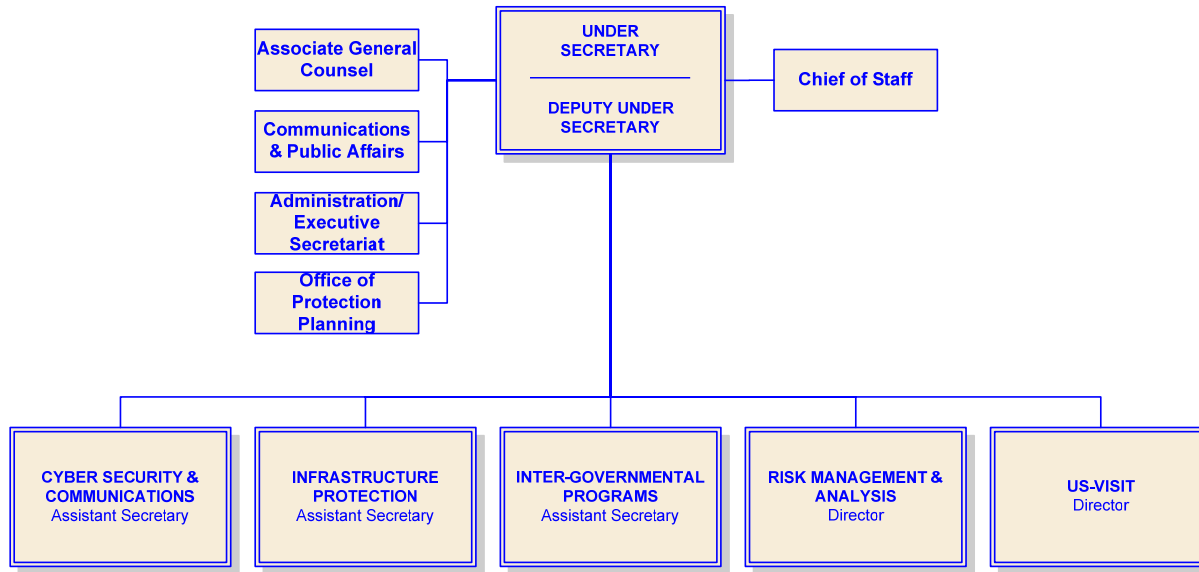 UNDER
SECRETARY
DEPUTY UNDER
SECRETARY
Associate General
Counsel
Communications
& Public Affairs
Administration/
Executive
Secretariat
Office of
Protection
Planning
Chief of Staff
CYBER SECURITY &
COMMUNICATIONS
Assistant Secretary
INFRASTRUCTURE
PROTECTION
Assistant Secretary
INTER-GOVERNMENTAL
PROGRAMS
Assistant Secretary
RISK MANAGEMENT &
ANALYSIS
Director
US-VISIT
Director